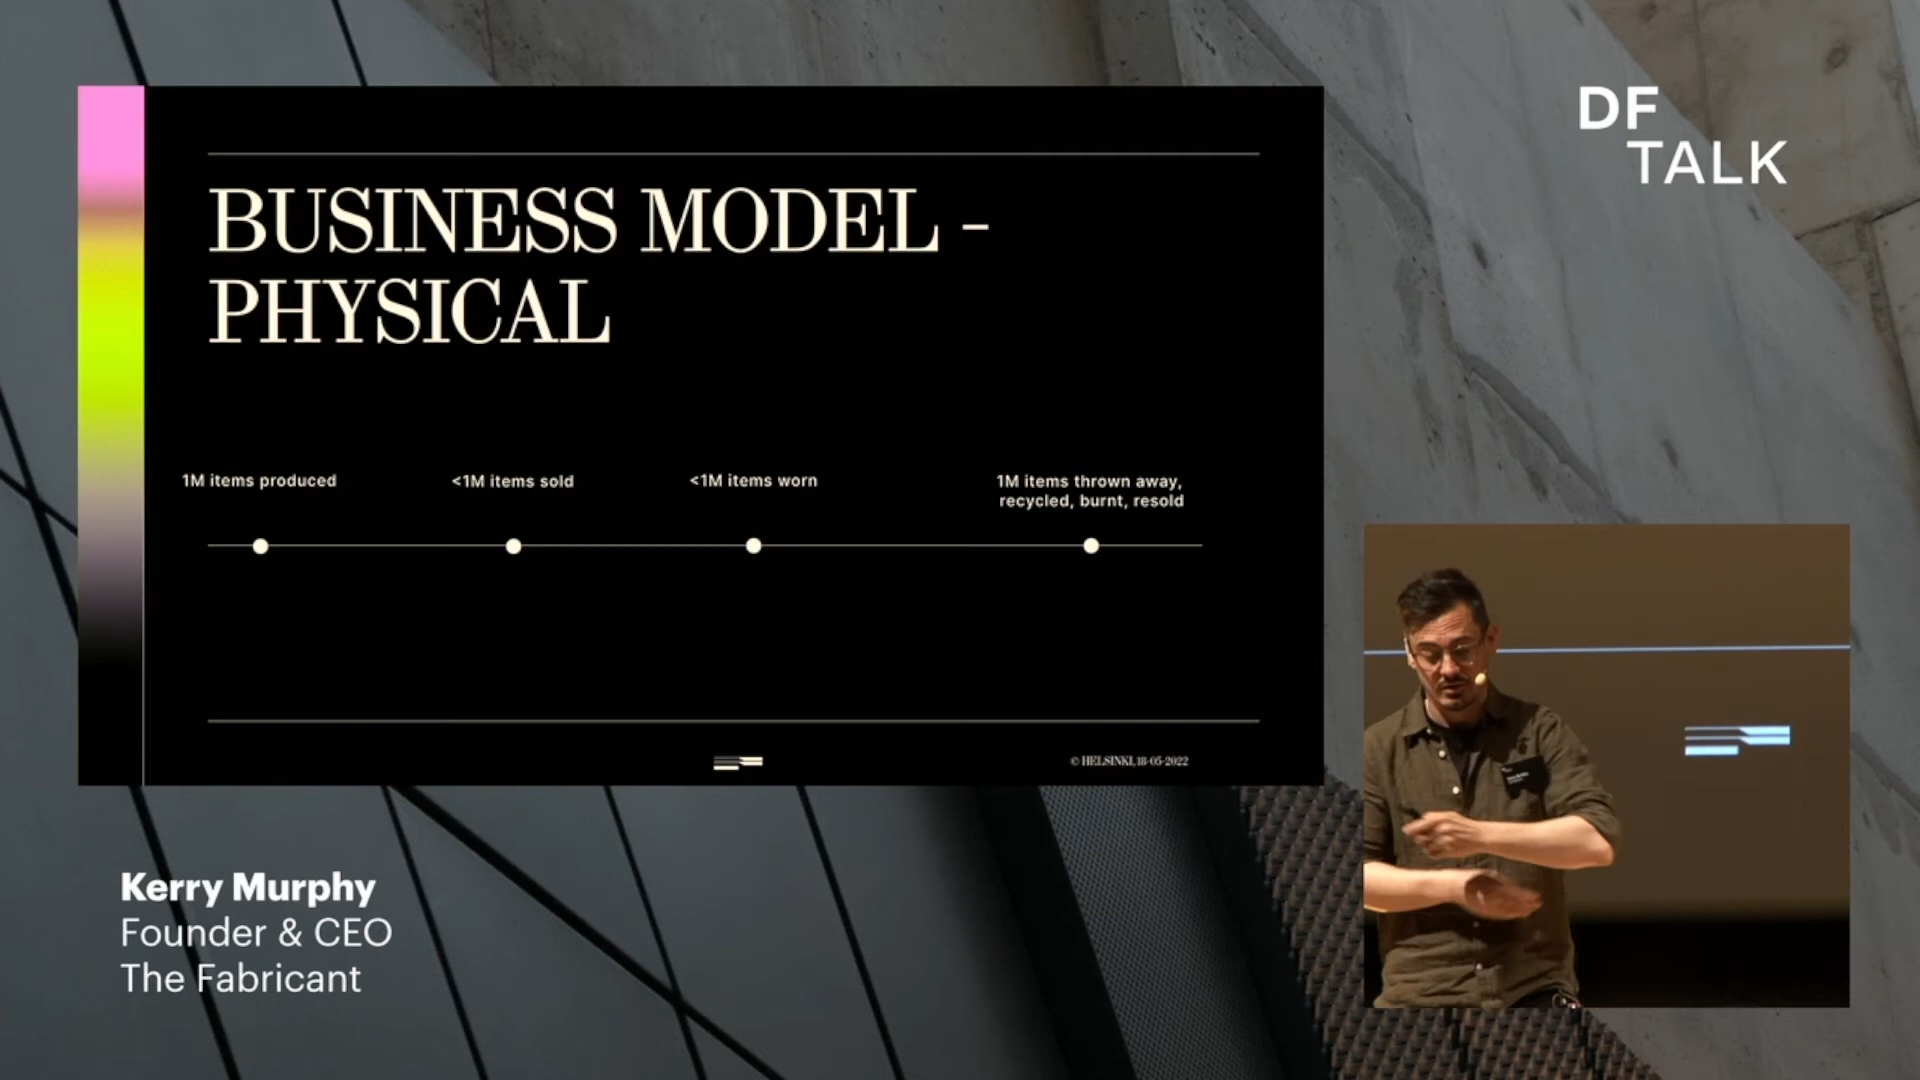 DF
TALK
BUSINESS MODEL -
PHYSICAL
1M items produced
<1M items sold
<1M items worn
1M items thrown away,
recycled, burnt, resold
© HELSINKI, 18-05-2022
Kerry Murphy
Founder & CEO
The Fabricant